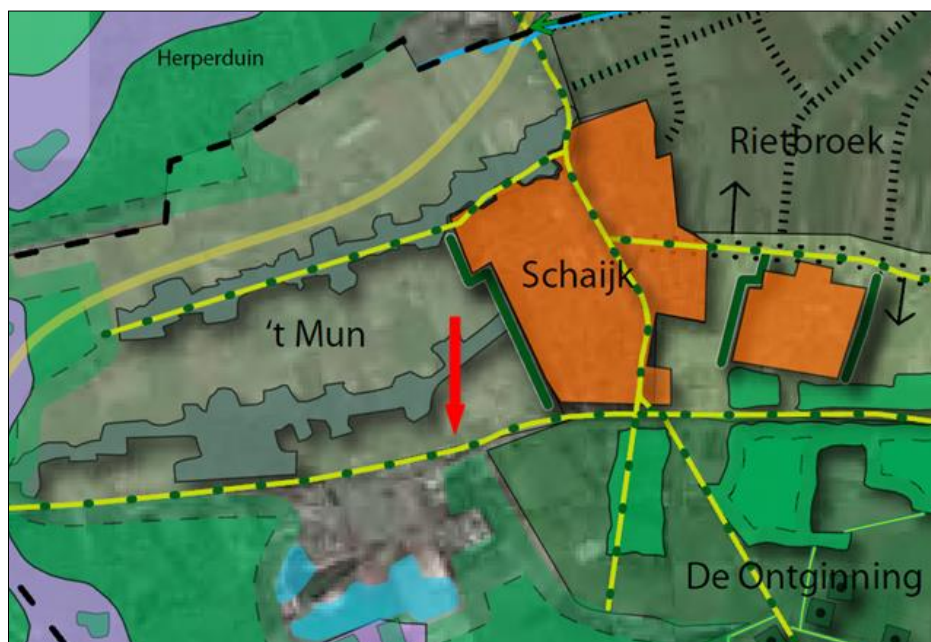 Herperduin
Rietbroek
Schaijk
't Mun
De Ontginning